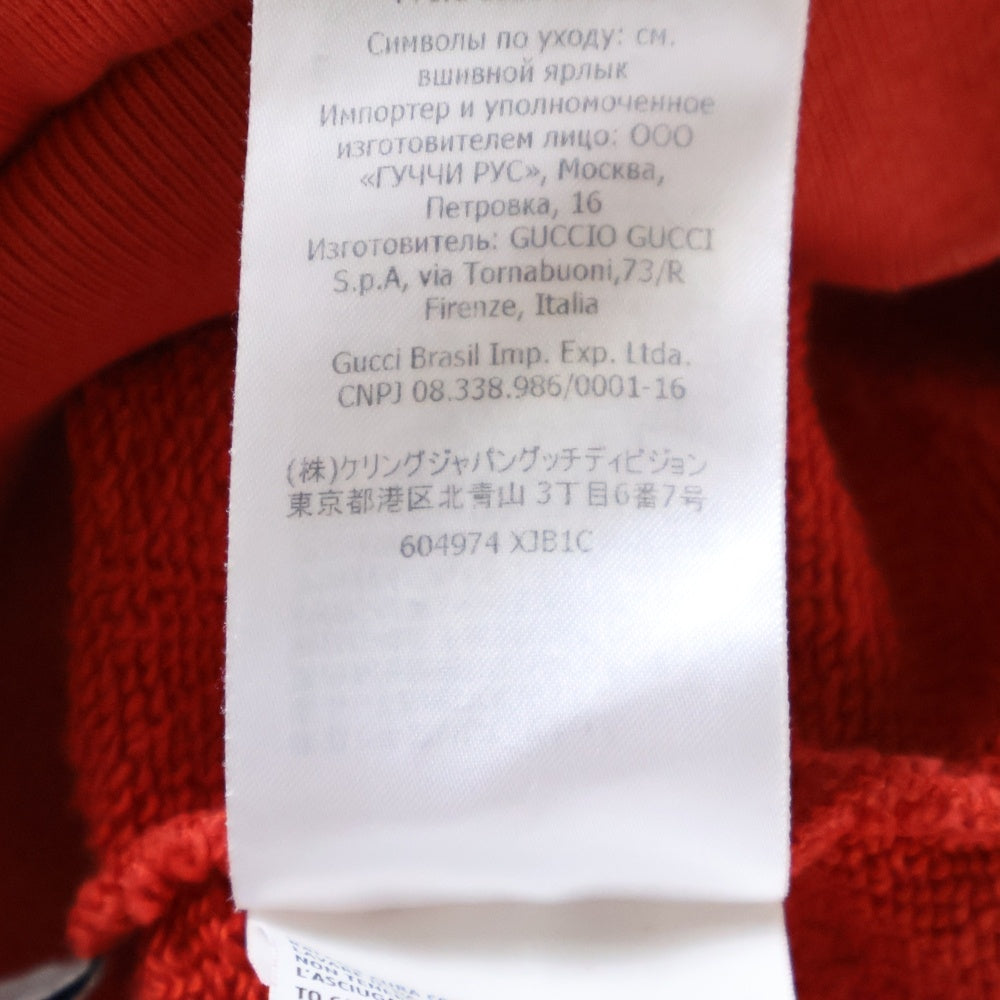 Символы по уходу: см.
вшивной ярлык
Импортер и уполномоченное
изготовителем лицо: ООО
«ГУЧЧИ РУС», Москва,
Петровка, 16
Изготовитель: GUCCIO GUCCI
S.p.A, via Tornabuoni,73/R
Firenze, Italia
Gucci Brasil Imp. Exp. Ltda.
CNPJ 08.338.986/0001-16
(株)ケリングジャパングッチディビジョン
東京都港区北青山 3丁目6番7号
604974 XJB1C
NON
L'ASCIUGA
TO